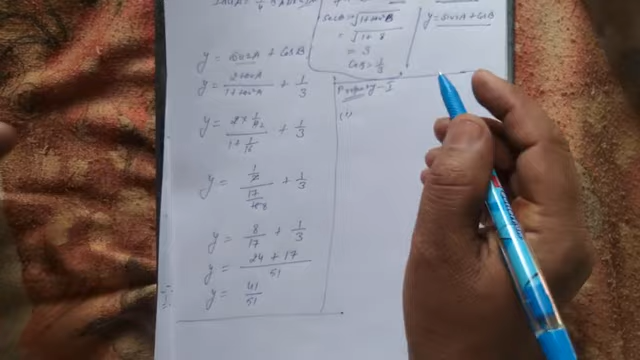 y = sin2A + CosB
y = 2tanA / 1+tan²A + 1/3
y = 2×1/4 / 1+1/16 + 1/3
y = 1/2 / 17/16 + 1/3
y = 8/17 + 1/3
y = 24+17 / 51
y = 41/51
secB = √1+tan²B
= √1+8
= 3
CosB = 1/3
y = sin2A + CosB
Property-I
(i)